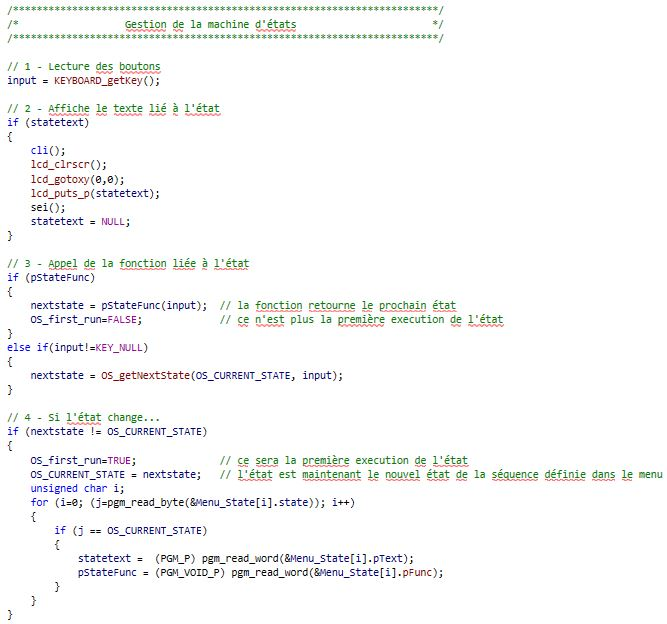 /************************************************************************/
/*                  Gestion de la machine d'états                       */
/************************************************************************/
// 1 - Lecture des boutons
input = KEYBOARD_getKey();
// 2 - Affiche le texte lié à l'état
if (statetext)
{
    cli();
    lcd_clrscr();
    lcd_gotoxy(0,0);
    lcd_puts_p(statetext);
    sei();
    statetext = NULL;
}
// 3 - Appel de la fonction liée à l'état
if (pStateFunc)
{
    nextstate = pStateFunc(input);  // la fonction retourne le prochain état
    OS_first_run=FALSE;             // ce n'est plus la première execution de l'état
}
else if(input!=KEY_NULL)
{
    nextstate = OS_getNextState(OS_CURRENT_STATE, input);
}
// 4 - Si l'état change...
if (nextstate != OS_CURRENT_STATE)
{
    OS_first_run=TRUE;              // ce sera la première execution de l'état
    OS_CURRENT_STATE = nextstate;   // l'état est maintenant le nouvel état de la séquence définie dans le menu
    unsigned char i;
    for (i=0; (j=pgm_read_byte(&Menu_State[i].state)); i++)
    {
        if (j == OS_CURRENT_STATE)
        {
            statetext =  (PGM_P) pgm_read_word(&Menu_State[i].pText);
            pStateFunc = (PGM_VOID_P) pgm_read_word(&Menu_State[i].pFunc);
        }
    }
}